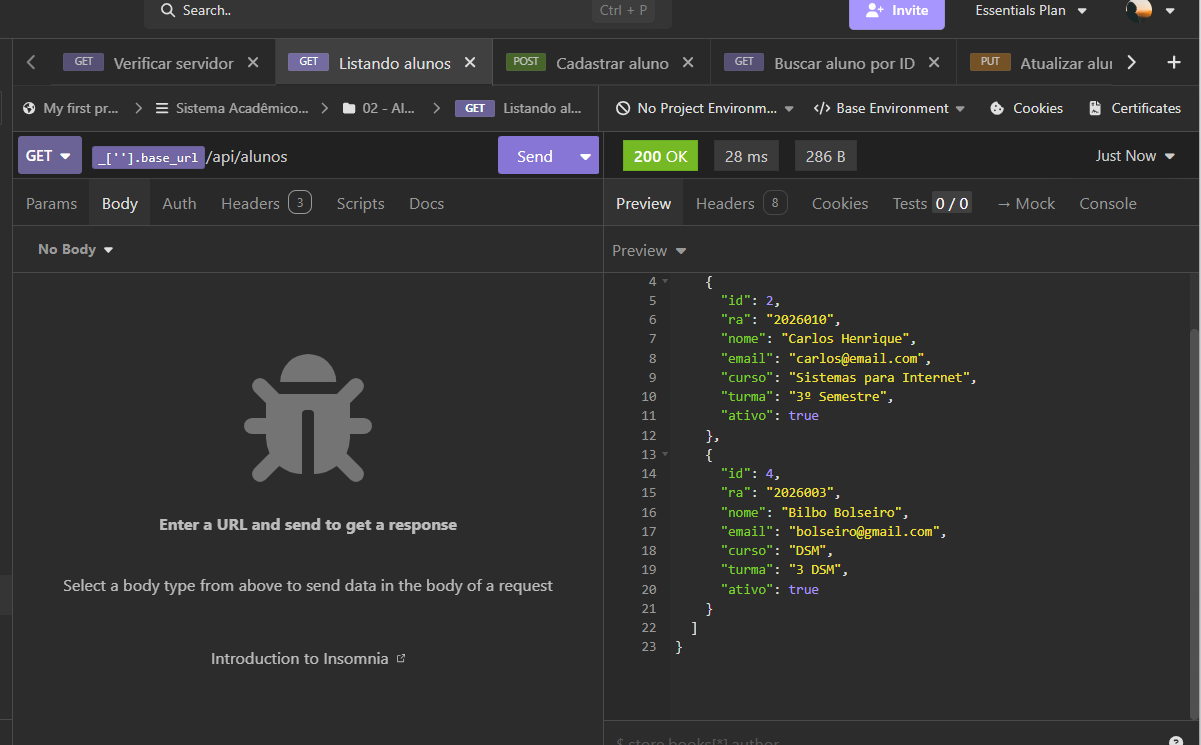 Search.. Ctrl + P Invite Essentials Plan
GET Verificar servidor GET Listando alunos POST Cadastrar aluno GET Buscar aluno por ID PUT Atualizar alur
My first pr... Sistema Acadêmico... 02 - Al... GET Listando al... No Project Environm... Base Environment Cookies Certificates
GET _[''].base_url /api/alunos Send 200 OK 28 ms 286 B Just Now
Params Body Auth Headers 3 Scripts Docs Preview Headers 8 Cookies Tests 0 / 0 → Mock Console
No Body
Preview
4 {
5 "id": 2,
6 "ra": "2026010",
7 "nome": "Carlos Henrique",
8 "email": "carlos@email.com",
9 "curso": "Sistemas para Internet",
10 "turma": "3º Semestre",
11 "ativo": true
12 },
13 {
14 "id": 4,
15 "ra": "2026003",
16 "nome": "Bilbo Bolseiro",
17 "email": "bolseiro@gmail.com",
18 "curso": "DSM",
19 "turma": "3 DSM",
20 "ativo": true
21 }
22 ]
23 }
Enter a URL and send to get a response
Select a body type from above to send data in the body of a request
Introduction to Insomnia
$.store.books[*].author